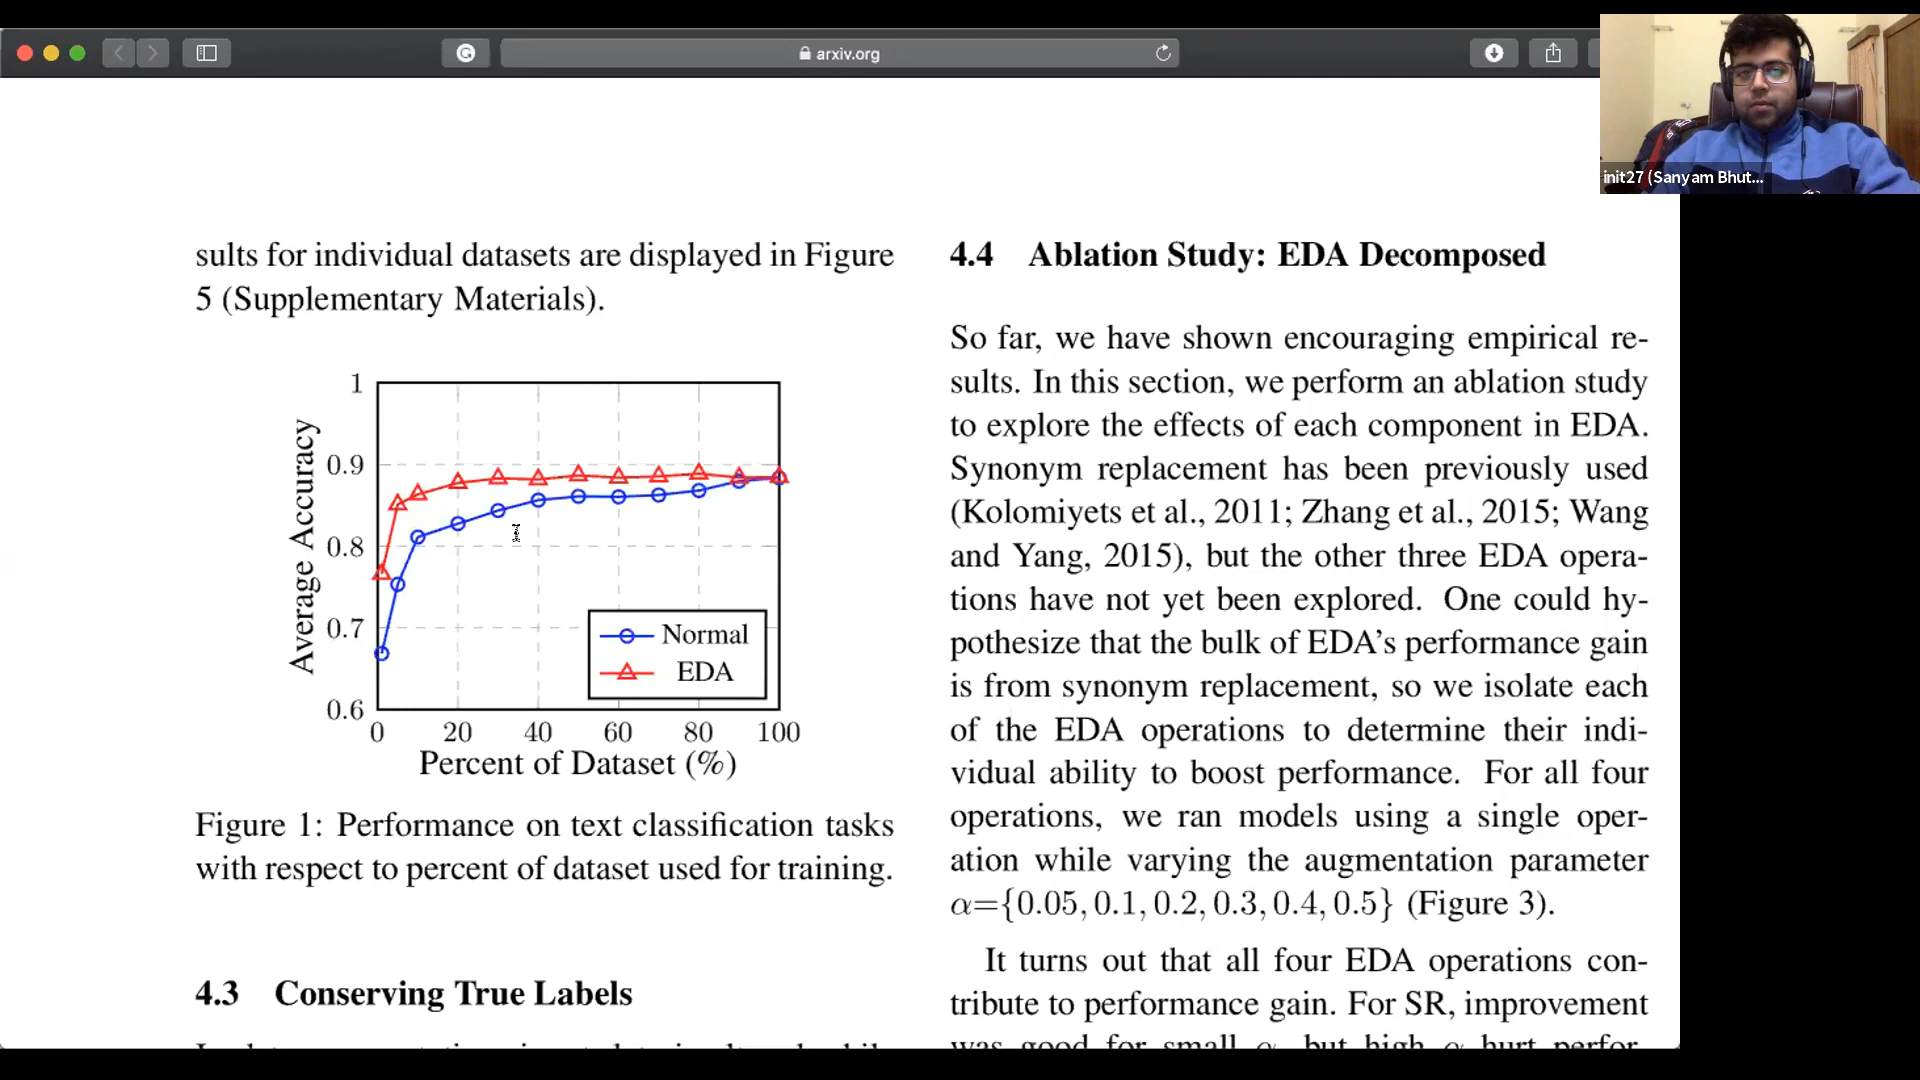 arxiv.org
init27 (Sanyam Bhut...
sults for individual datasets are displayed in Figure
5 (Supplementary Materials).
1
0.9
0.8
0.7
0.6
Average Accuracy
Normal
EDA
0 20 40 60 80 100
Percent of Dataset (%)
Figure 1: Performance on text classification tasks
with respect to percent of dataset used for training.
4.3 Conserving True Labels
4.4 Ablation Study: EDA Decomposed
So far, we have shown encouraging empirical re-
sults. In this section, we perform an ablation study
to explore the effects of each component in EDA.
Synonym replacement has been previously used
(Kolomiyets et al., 2011; Zhang et al., 2015; Wang
and Yang, 2015), but the other three EDA opera-
tions have not yet been explored. One could hy-
pothesize that the bulk of EDA's performance gain
is from synonym replacement, so we isolate each
of the EDA operations to determine their indi-
vidual ability to boost performance. For all four
operations, we ran models using a single oper-
ation while varying the augmentation parameter
α={0.05, 0.1, 0.2, 0.3, 0.4, 0.5} (Figure 3).
It turns out that all four EDA operations con-
tribute to performance gain. For SR, improvement
was good for small α, but high α hurt perfor-